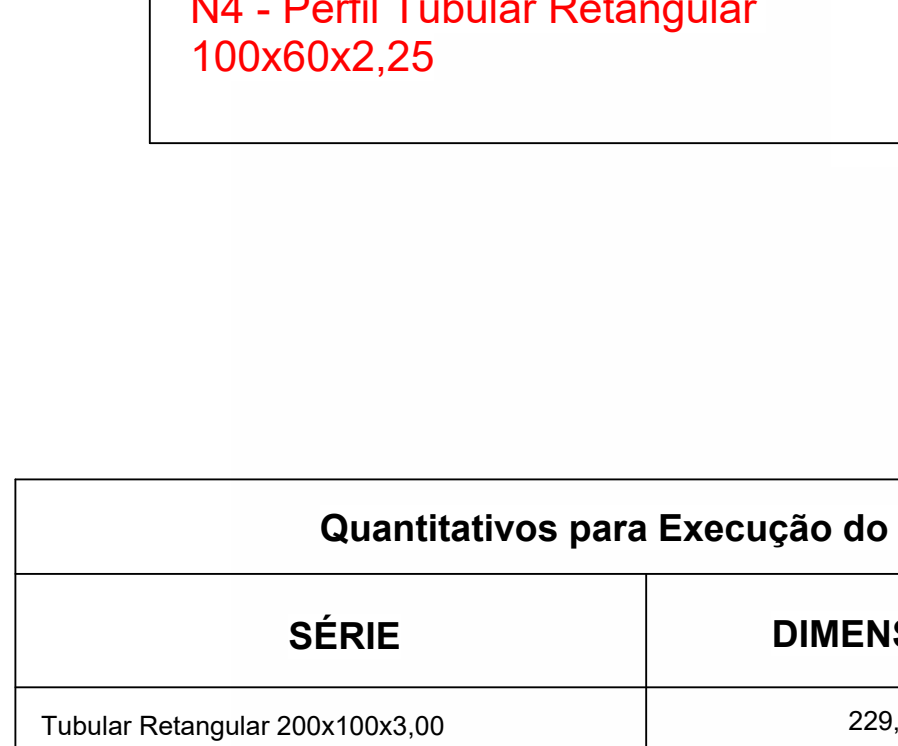 N4 - Perfil Tubular Retangular
100x60x2,25
Quantitativos para Execução do
SÉRIE
Tubular Retangular 200x100x3,00
229,